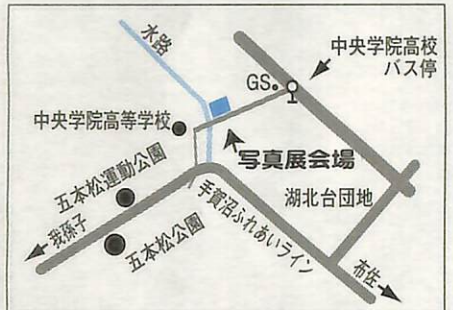 水路
中央学院高校
バス停
GS
中央学院高等学校
写真展会場
五本松運動公園
湖北台団地
手賀沼ふれあいライン
我孫子
五本松公園
布佐